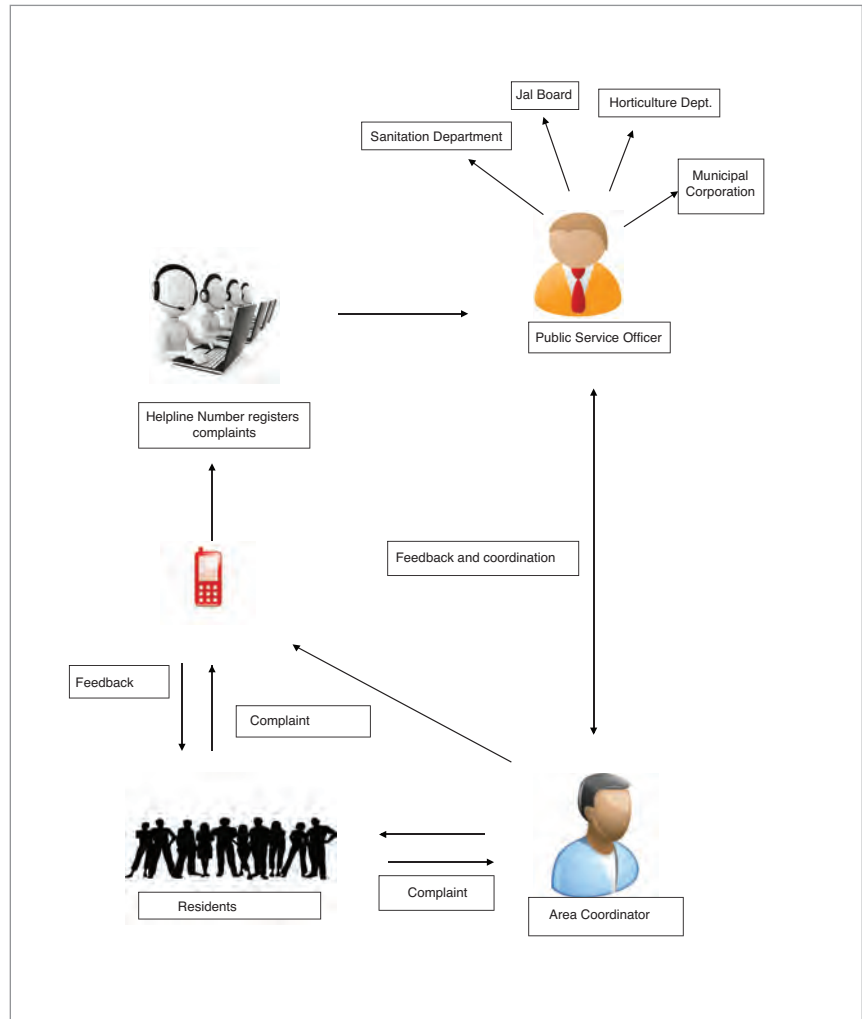 Jal Board
Horticulture Dept.
Sanitation Department
Municipal
Corporation
Public Service Officer
Helpline Number registers
complaints
Feedback and coordination
Feedback
Complaint
Complaint
Residents
Area Coordinator